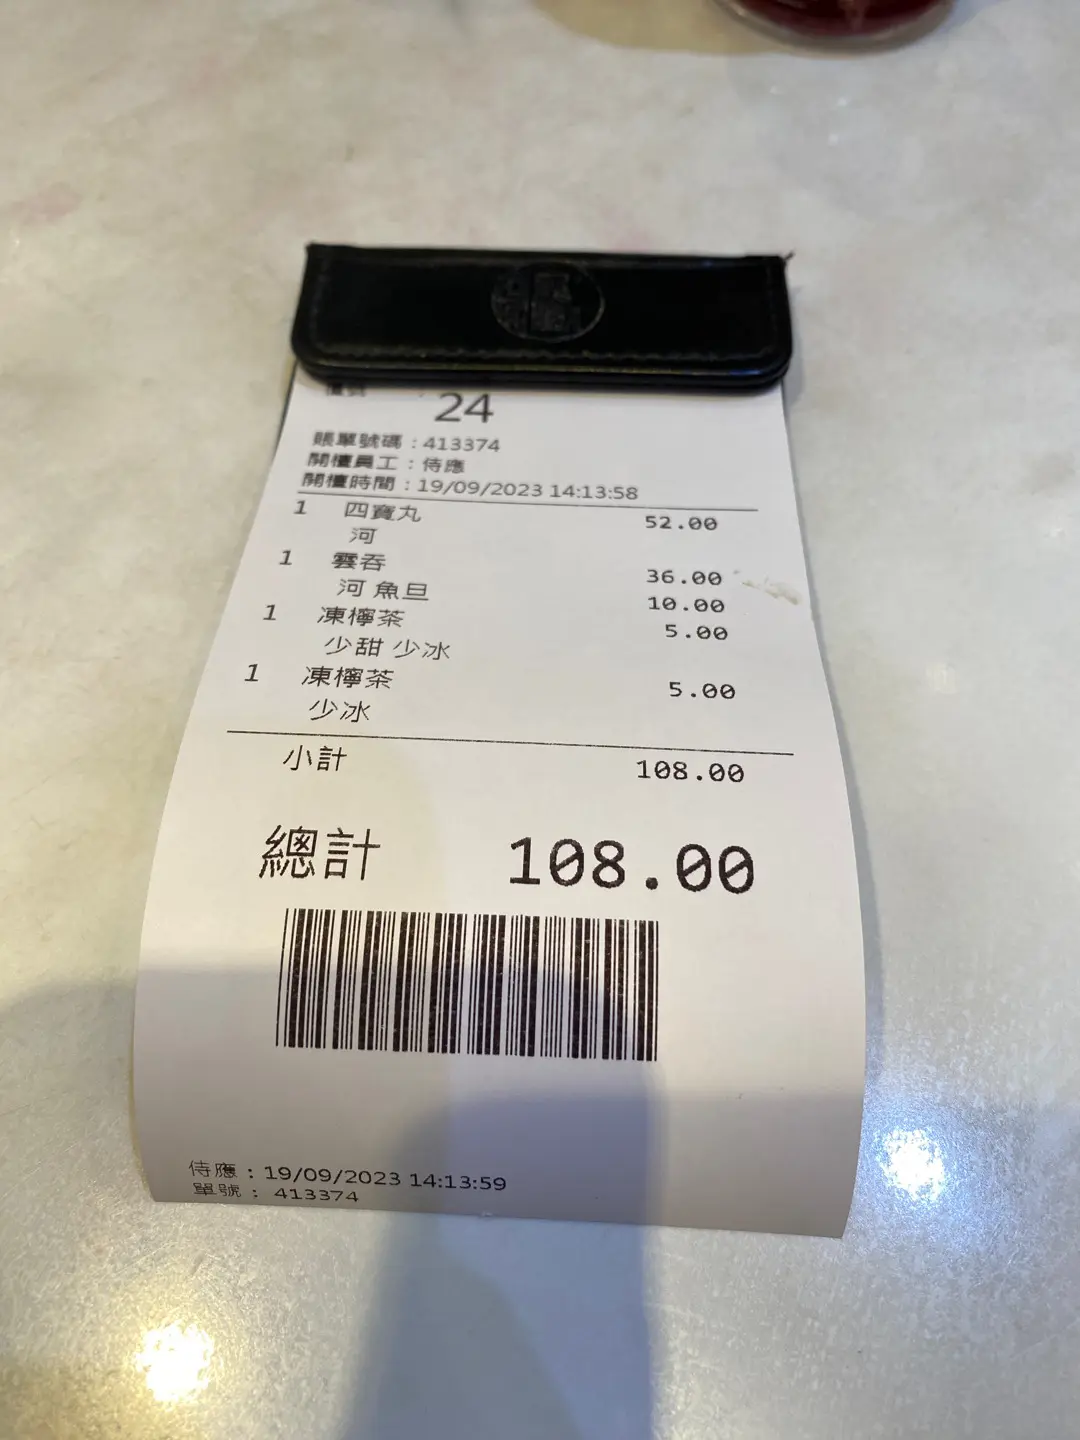 檯號 24
賬單號碼：413374
開檯員工：侍應
開檯時間：19/09/2023 14:13:58
1 四寶丸 52.00
河
1 雲吞 36.00
河 魚旦 10.00
1 凍檸茶 5.00
少甜 少冰
1 凍檸茶 5.00
少冰
小計 108.00
總計 108.00
侍應：19/09/2023 14:13:59
單號： 413374